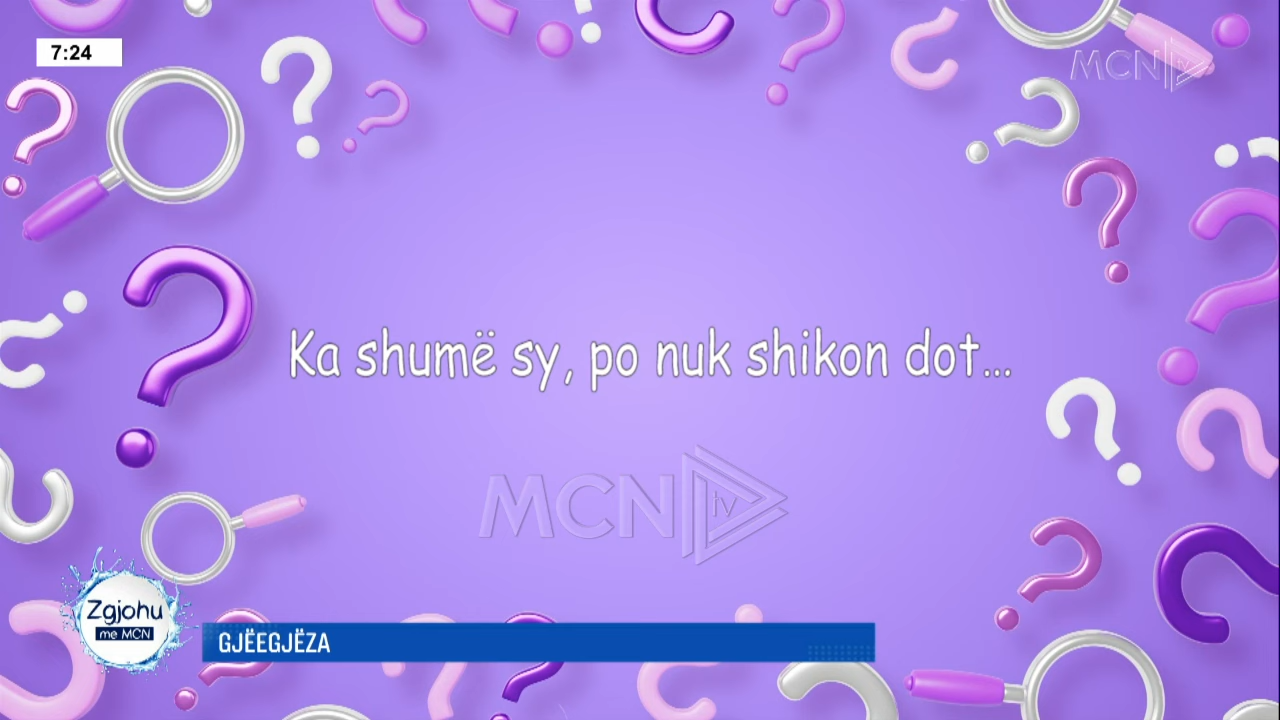 7:24
MCN tv
Ka shumë sy, po nuk shikon dot...
MCN tv
Zgjohu
me MCN
GJËEGJËZA